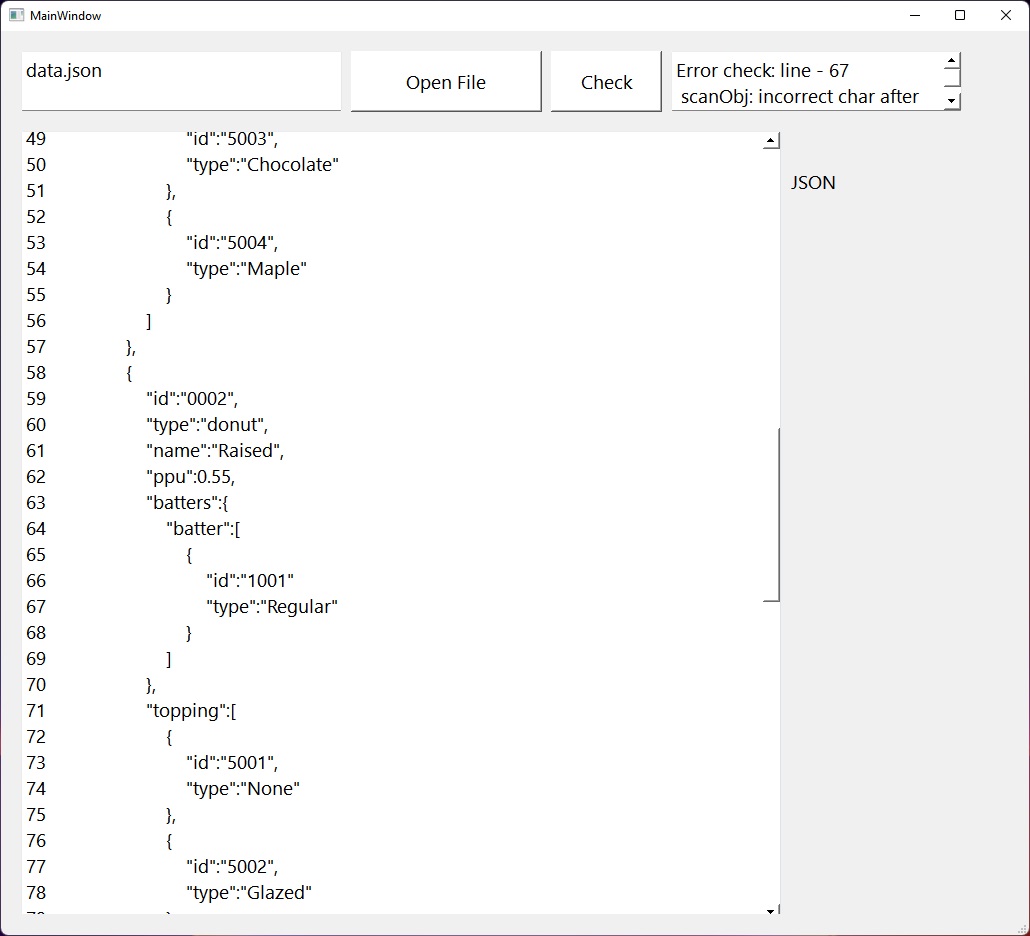 MainWindow
data.json
Open File
Check
Error check: line - 67
scanObj: incorrect char after
JSON
49 "id":"5003",
50 "type":"Chocolate"
51 },
52 {
53 "id":"5004",
54 "type":"Maple"
55 }
56 ]
57 },
58 {
59 "id":"0002",
60 "type":"donut",
61 "name":"Raised",
62 "ppu":0.55,
63 "batters":{
64 "batter":[
65 {
66 "id":"1001"
67 "type":"Regular"
68 }
69 ]
70 },
71 "topping":[
72 {
73 "id":"5001",
74 "type":"None"
75 },
76 {
77 "id":"5002",
78 "type":"Glazed"